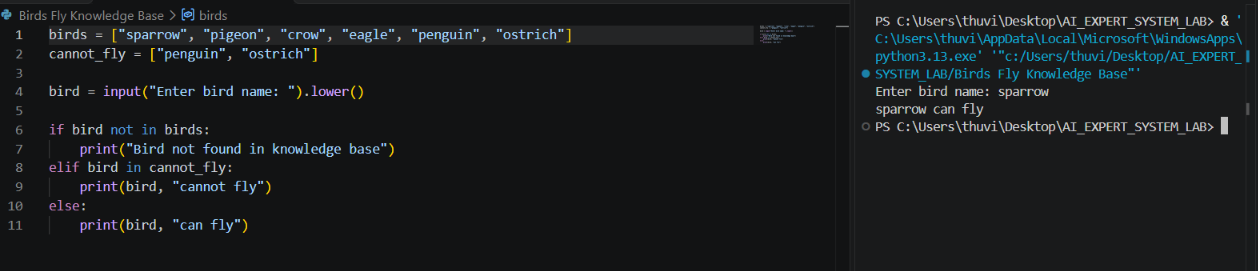 Birds Fly Knowledge Base > birds
1 birds = ["sparrow", "pigeon", "crow", "eagle", "penguin", "ostrich"]
2 cannot_fly = ["penguin", "ostrich"]
3
4 bird = input("Enter bird name: ").lower()
5
6 if bird not in birds:
7     print("Bird not found in knowledge base")
8 elif bird in cannot_fly:
9     print(bird, "cannot fly")
10 else:
11     print(bird, "can fly")
PS C:\Users\thuvi\Desktop\AI_EXPERT_SYSTEM_LAB> & '
C:\Users\thuvi\AppData\Local\Microsoft\WindowsApps\
python3.13.exe' '"c:/Users/thuvi/Desktop/AI_EXPERT_
SYSTEM_LAB/Birds Fly Knowledge Base"'
Enter bird name: sparrow
sparrow can fly
PS C:\Users\thuvi\Desktop\AI_EXPERT_SYSTEM_LAB>